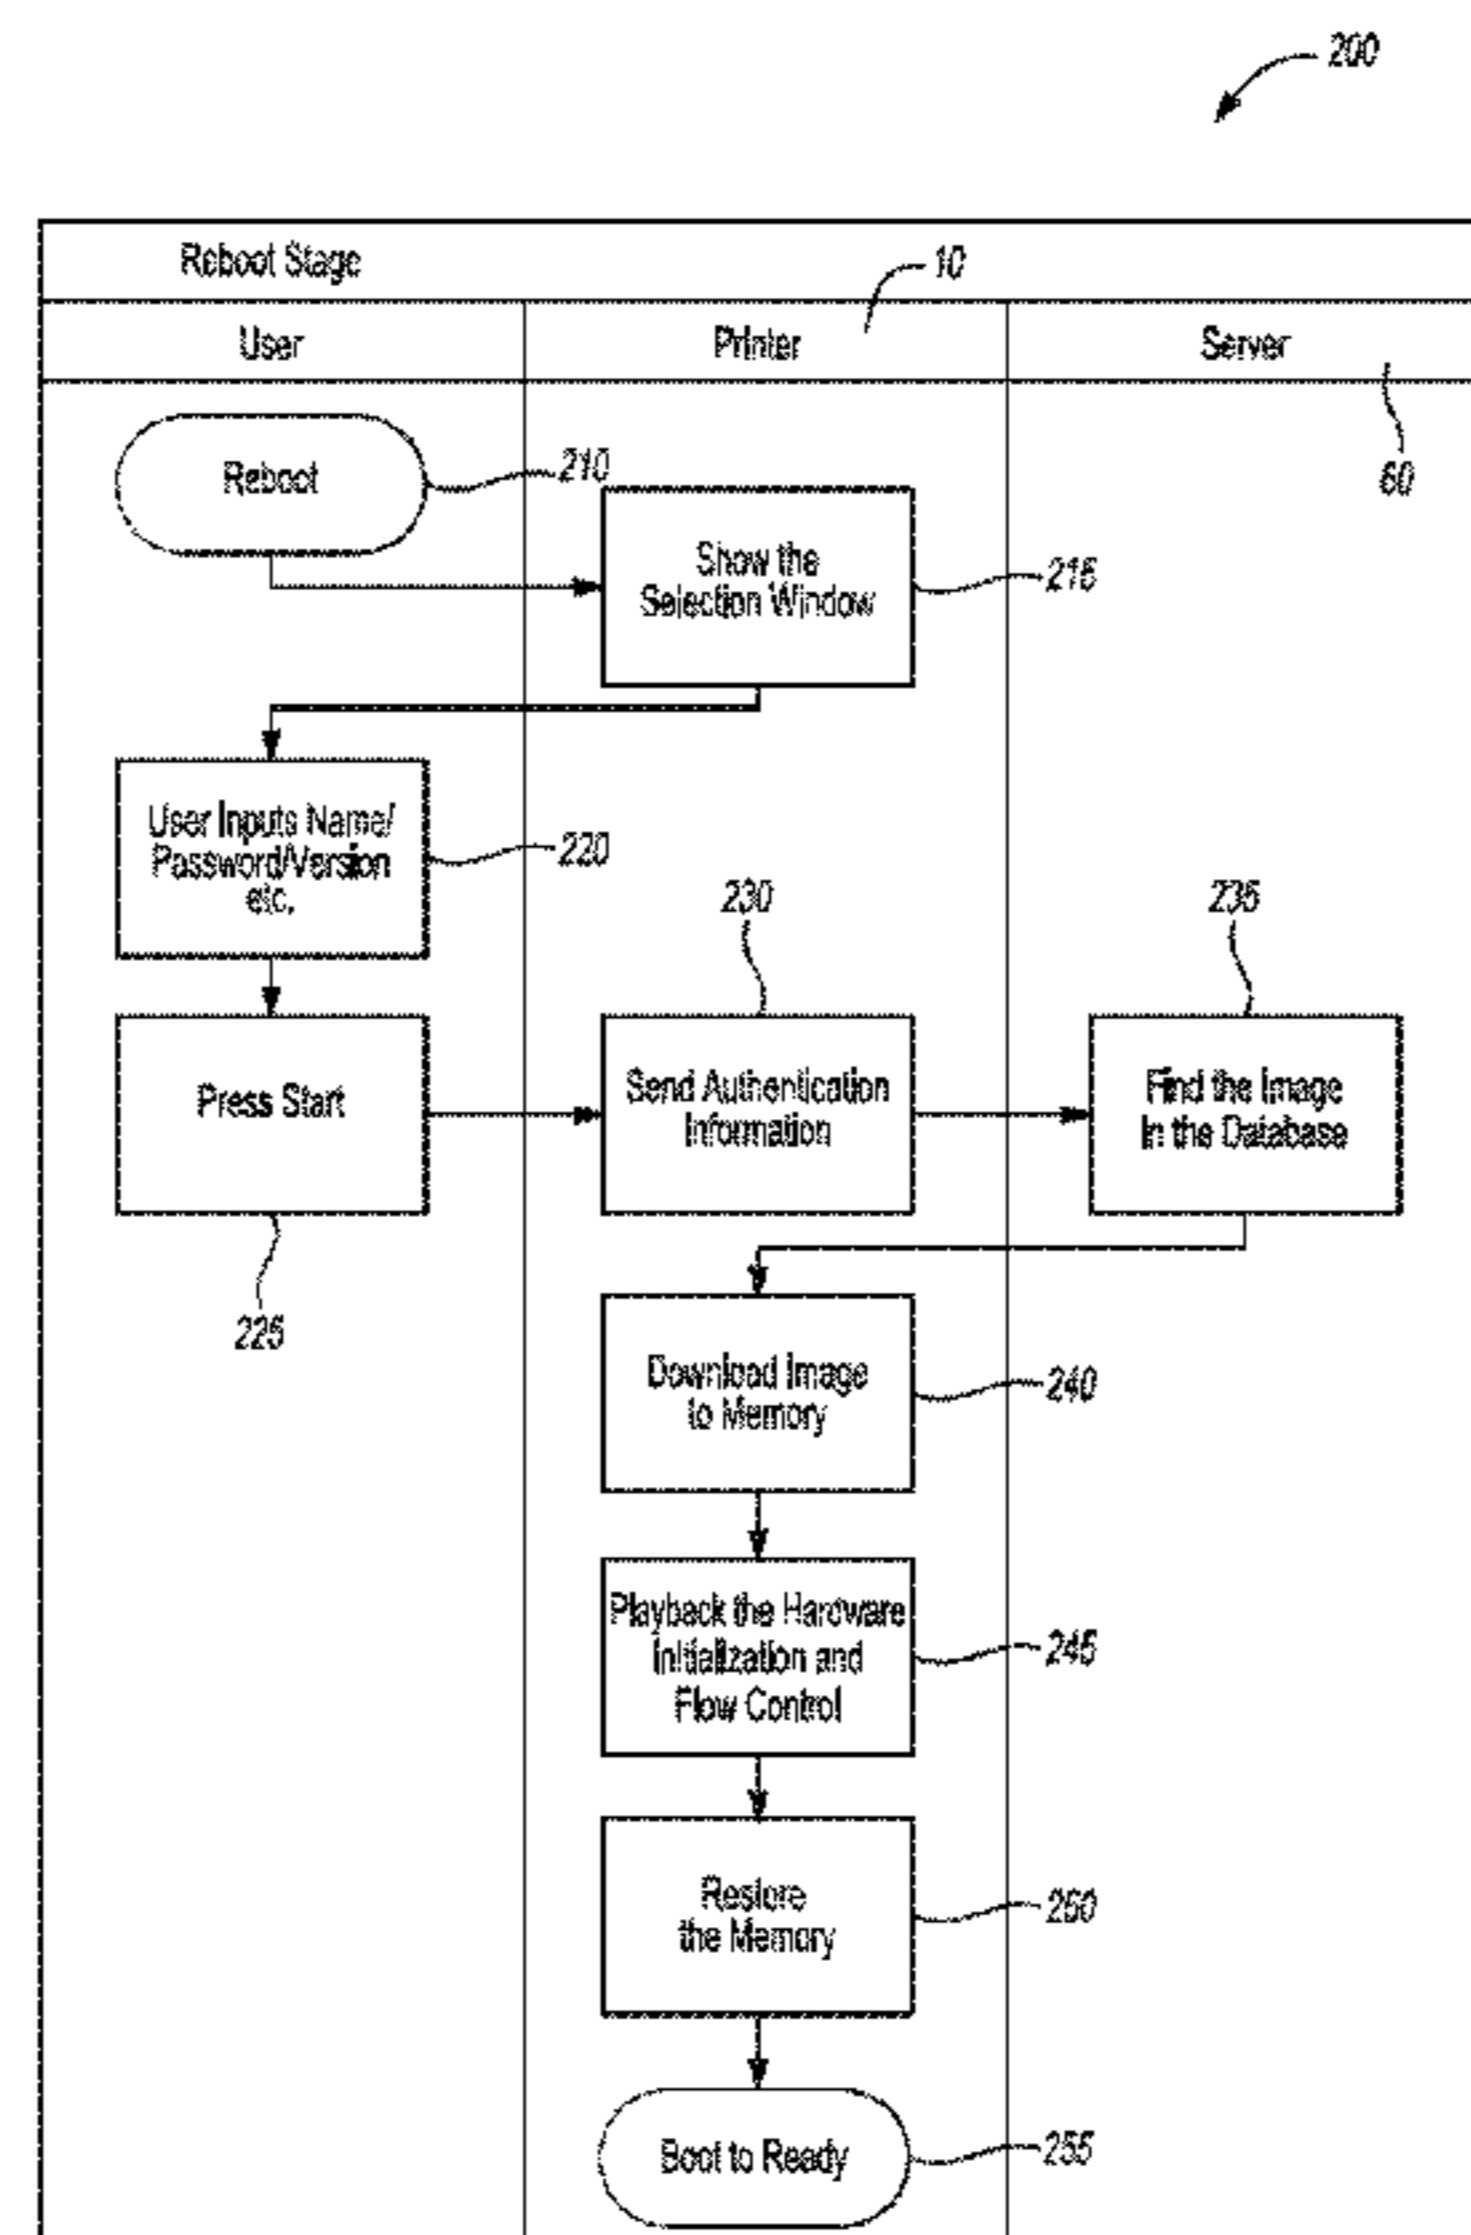 200
Reboot Stage
10
User
Printer
Server
60
Reboot
210
Show the
Selection Window
215
User Inputs Name/
Password/Version
etc.
220
230
235
Press Start
Send Authentication
Information
Find the Image
In the Database
225
Download Image
to Memory
240
Playback the Hardware
Initialization and
Flow Control
245
Restore
the Memory
250
Boot to Ready
255